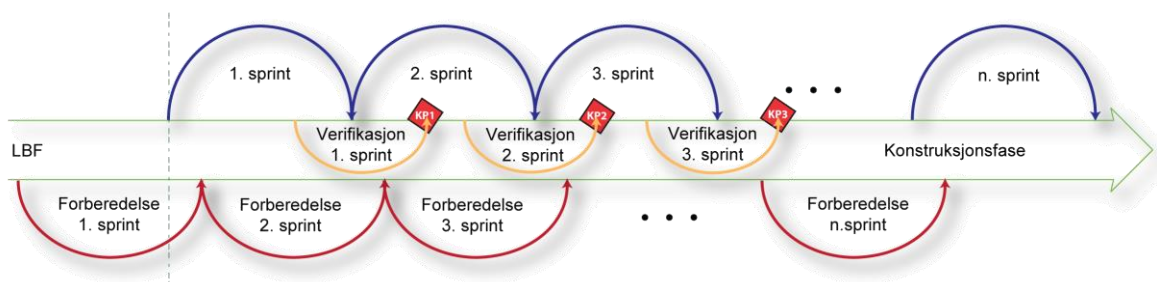 1. sprint
2. sprint
3. sprint
n. sprint
KP1
KP2
KP3
LBF
Verifikasjon
1. sprint
Verifikasjon
2. sprint
Verifikasjon
3. sprint
Konstruksjonsfase
Forberedelse
1. sprint
Forberedelse
2. sprint
Forberedelse
3. sprint
Forberedelse
n.sprint